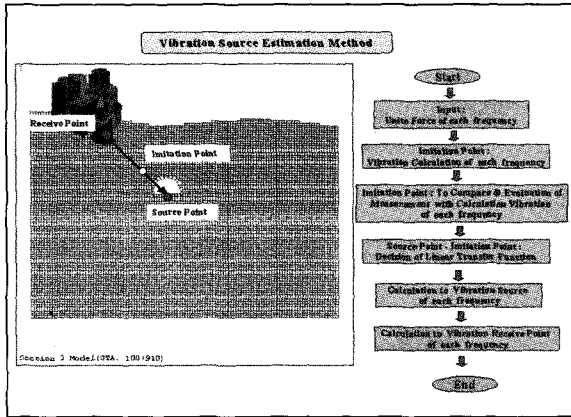 Vibration Source Estimation Method
Receive Point
Imitation Point
Source Point
Section 3 Model(STA. 100+910)
Start
Input :
Unite Force of each frequency
Imitation Point :
Vibration Calculation of each frequency
Imitation Point : To Compare & Evaluation of
Measurement with Calculation Vibration
of each frequency
Source Point - Imitation Point :
Decision of Linear Transfer Function
Calculation to Vibration Source
of each frequency
Calculation to Vibration Receive Point
of each frequency
End